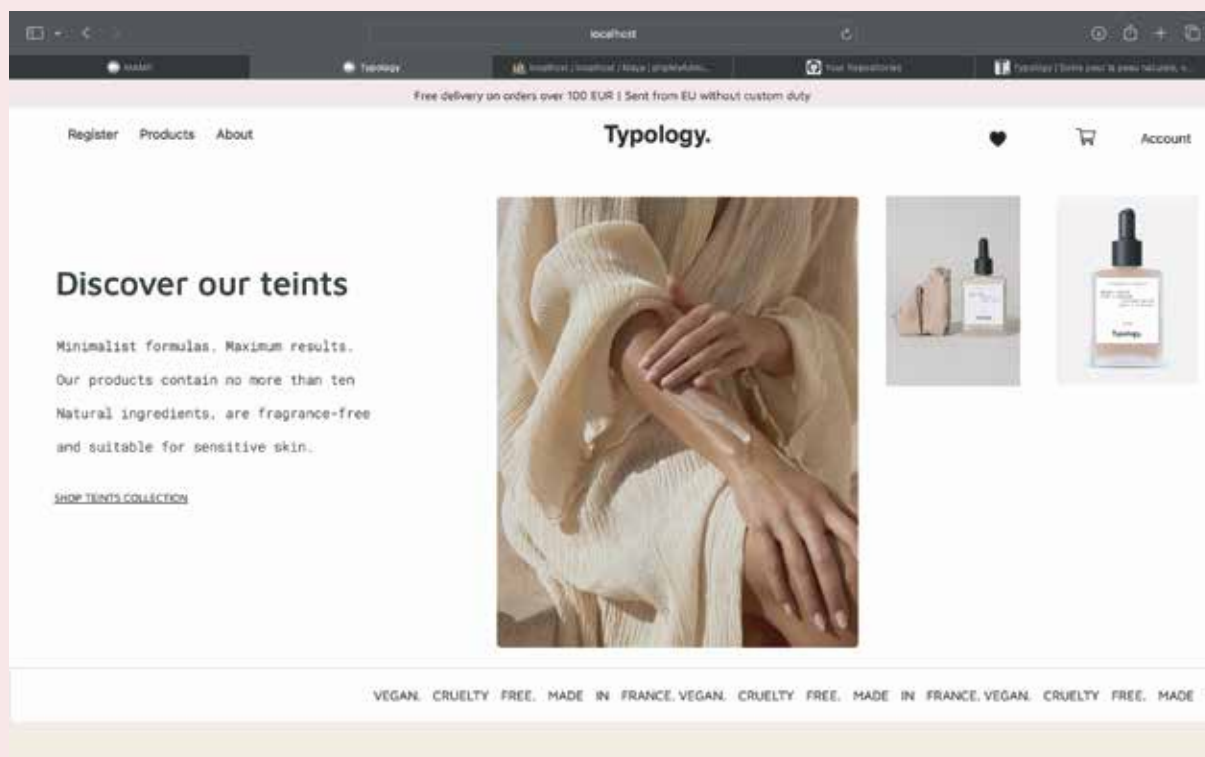 localhost
MAMP
Typology
Your Repositories
Free delivery on orders over 100 EUR | Sent from EU without custom duty
Register Products About
Typology.
Account
Discover our teints
Minimalist formulas. Maximum results.
Our products contain no more than ten
Natural ingredients, are fragrance-free
and suitable for sensitive skin.
SHOP TEINTS COLLECTION
Typology.
VEGAN. CRUELTY FREE. MADE IN FRANCE. VEGAN. CRUELTY FREE. MADE IN FRANCE. VEGAN. CRUELTY FREE. MADE